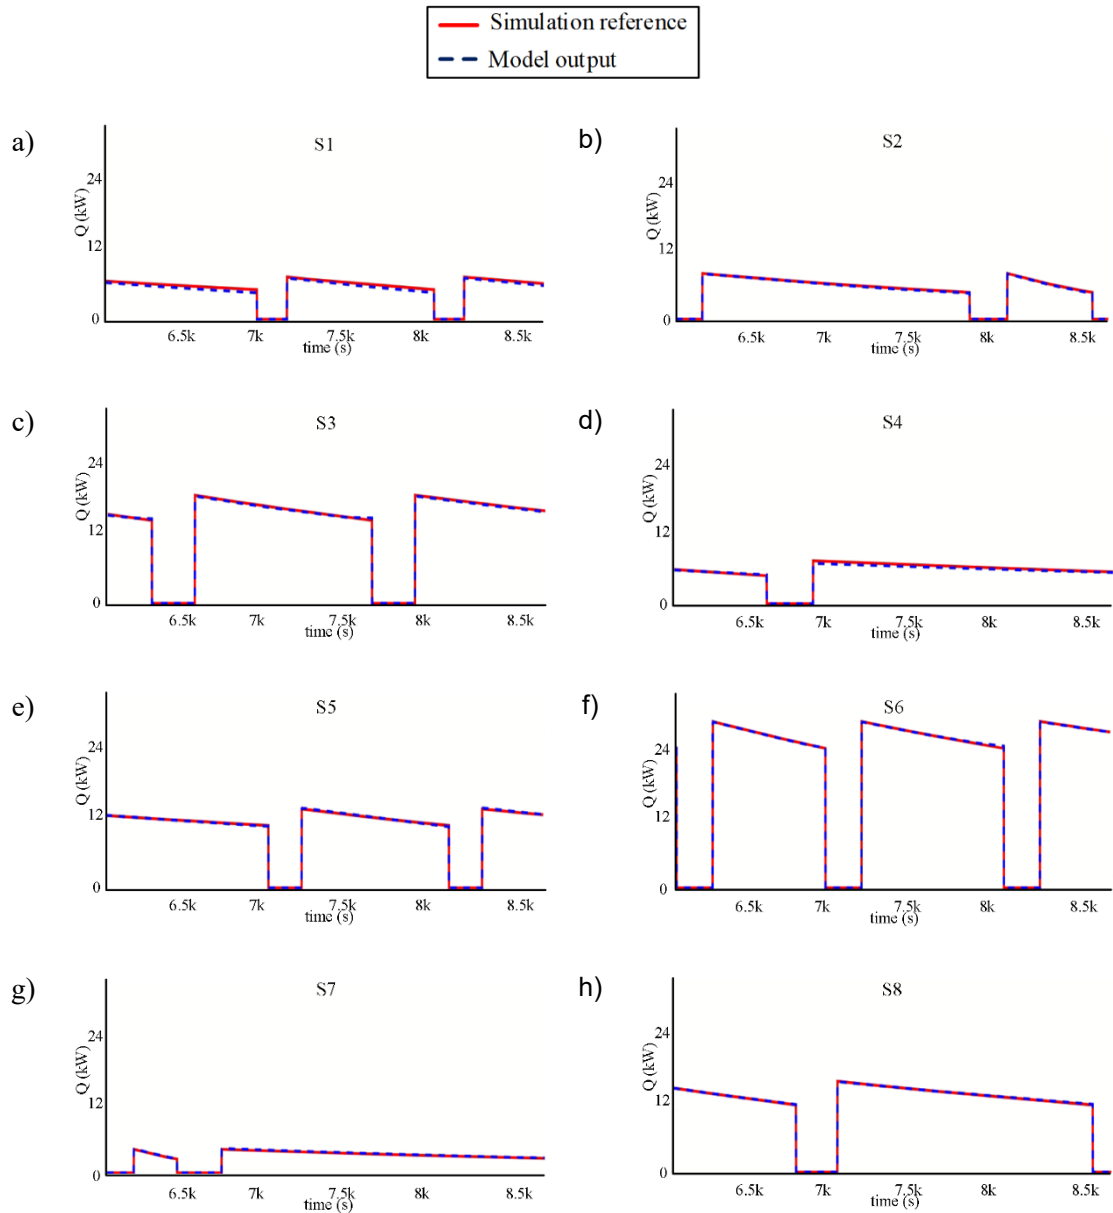 Simulation reference
Model output
a)
S1
Q (kW)
24
12
0
6.5k 7k 7.5k 8k 8.5k
time (s)
b)
S2
Q (kW)
24
12
0
6.5k 7k 7.5k 8k 8.5k
time (s)
c)
S3
Q (kW)
24
12
0
6.5k 7k 7.5k 8k 8.5k
time (s)
d)
S4
Q (kW)
24
12
0
6.5k 7k 7.5k 8k 8.5k
time (s)
e)
S5
Q (kW)
24
12
0
6.5k 7k 7.5k 8k 8.5k
time (s)
f)
S6
Q (kW)
24
12
0
6.5k 7k 7.5k 8k 8.5k
time (s)
g)
S7
Q (kW)
24
12
0
6.5k 7k 7.5k 8k 8.5k
time (s)
h)
S8
Q (kW)
24
12
0
6.5k 7k 7.5k 8k 8.5k
time (s)